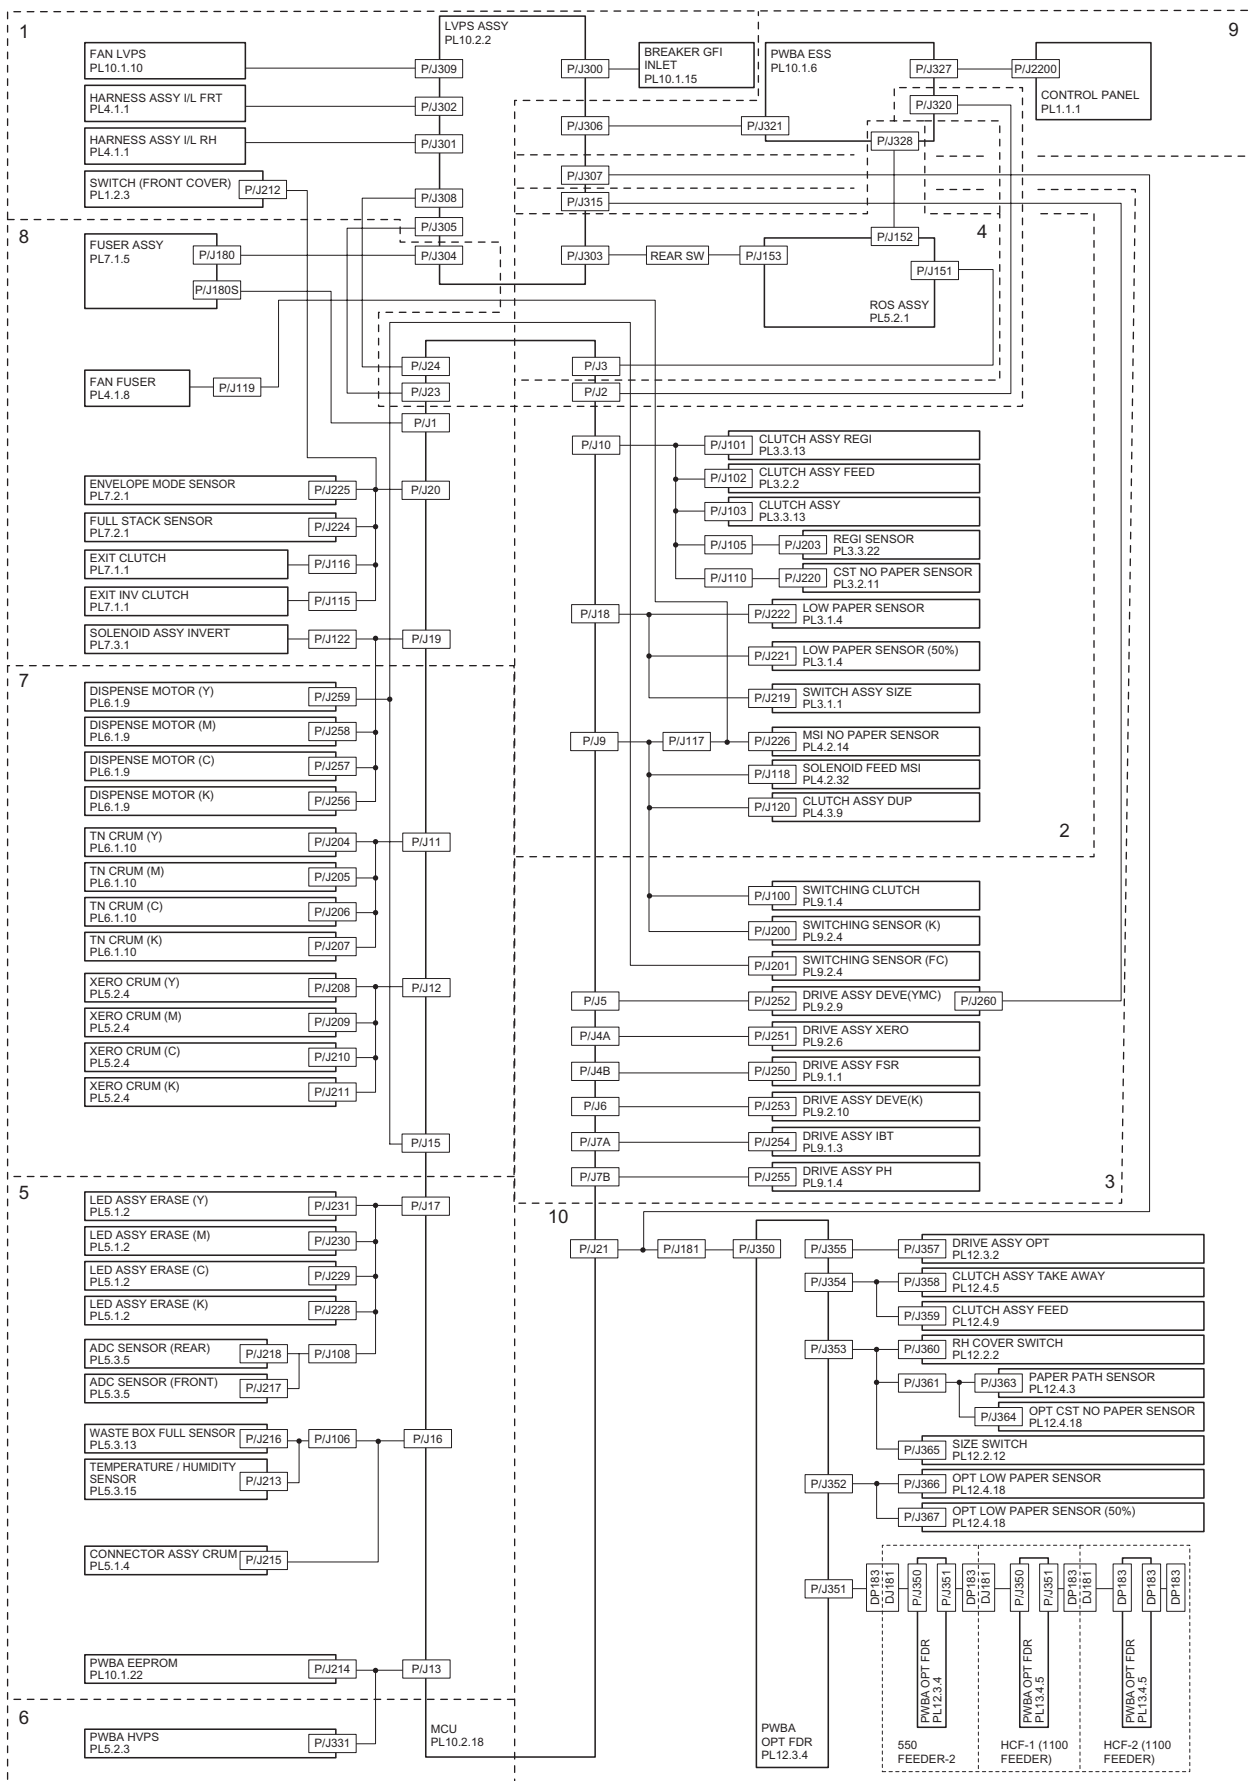 1
9
LVPS ASSY
PL10.2.2
FAN LVPS
PL10.1.10
P/J309
P/J300
BREAKER GFI
INLET
PL10.1.15
PWBA ESS
PL10.1.6
P/J327
P/J2200
CONTROL PANEL
PL1.1.1
HARNESS ASSY I/L FRT
PL4.1.1
P/J302
P/J320
HARNESS ASSY I/L RH
PL4.1.1
P/J301
P/J306
P/J321
P/J328
SWITCH (FRONT COVER)
PL1.2.3
P/J212
P/J308
P/J307
P/J315
8
P/J305
4
FUSER ASSY
PL7.1.5
P/J180
P/J304
P/J303
REAR SW
P/J153
P/J152
P/J151
P/J180S
ROS ASSY
PL5.2.1
P/J24
P/J3
FAN FUSER
PL4.1.8
P/J119
P/J23
P/J2
P/J1
P/J10
P/J101
CLUTCH ASSY REGI
PL3.3.13
P/J102
CLUTCH ASSY FEED
PL3.2.2
ENVELOPE MODE SENSOR
PL7.2.1
P/J225
P/J20
P/J103
CLUTCH ASSY
PL3.3.13
FULL STACK SENSOR
PL7.2.1
P/J224
P/J105
P/J203
REGI SENSOR
PL3.3.22
EXIT CLUTCH
PL7.1.1
P/J116
P/J110
P/J220
CST NO PAPER SENSOR
PL3.2.11
EXIT INV CLUTCH
PL7.1.1
P/J115
P/J18
P/J222
LOW PAPER SENSOR
PL3.1.4
SOLENOID ASSY INVERT
PL7.3.1
P/J122
P/J19
P/J221
LOW PAPER SENSOR (50%)
PL3.1.4
7
DISPENSE MOTOR (Y)
PL6.1.9
P/J259
P/J219
SWITCH ASSY SIZE
PL3.1.1
DISPENSE MOTOR (M)
PL6.1.9
P/J258
P/J9
P/J117
P/J226
MSI NO PAPER SENSOR
PL4.2.14
DISPENSE MOTOR (C)
PL6.1.9
P/J257
P/J118
SOLENOID FEED MSI
PL4.2.32
DISPENSE MOTOR (K)
PL6.1.9
P/J256
P/J120
CLUTCH ASSY DUP
PL4.3.9
TN CRUM (Y)
PL6.1.10
P/J204
P/J11
2
TN CRUM (M)
PL6.1.10
P/J205
P/J100
SWITCHING CLUTCH
PL9.1.4
TN CRUM (C)
PL6.1.10
P/J206
P/J200
SWITCHING SENSOR (K)
PL9.2.4
TN CRUM (K)
PL6.1.10
P/J207
P/J201
SWITCHING SENSOR (FC)
PL9.2.4
XERO CRUM (Y)
PL5.2.4
P/J208
P/J12
P/J5
P/J252
DRIVE ASSY DEVE(YMC)
PL9.2.9
P/J260
XERO CRUM (M)
PL5.2.4
P/J209
P/J4A
P/J251
DRIVE ASSY XERO
PL9.2.6
XERO CRUM (C)
PL5.2.4
P/J210
P/J4B
P/J250
DRIVE ASSY FSR
PL9.1.1
XERO CRUM (K)
PL5.2.4
P/J211
P/J6
P/J253
DRIVE ASSY DEVE(K)
PL9.2.10
P/J15
P/J7A
P/J254
DRIVE ASSY IBT
PL9.1.3
P/J7B
P/J255
DRIVE ASSY PH
PL9.1.4
3
5
LED ASSY ERASE (Y)
PL5.1.2
P/J231
P/J17
10
LED ASSY ERASE (M)
PL5.1.2
P/J230
P/J21
P/J181
P/J350
P/J355
P/J357
DRIVE ASSY OPT
PL12.3.2
LED ASSY ERASE (C)
PL5.1.2
P/J229
P/J354
P/J358
CLUTCH ASSY TAKE AWAY
PL12.4.5
LED ASSY ERASE (K)
PL5.1.2
P/J228
P/J359
CLUTCH ASSY FEED
PL12.4.9
ADC SENSOR (REAR)
PL5.3.5
P/J218
P/J108
P/J353
P/J360
RH COVER SWITCH
PL12.2.2
ADC SENSOR (FRONT)
PL5.3.5
P/J217
P/J361
P/J363
PAPER PATH SENSOR
PL12.4.3
P/J364
OPT CST NO PAPER SENSOR
PL12.4.18
WASTE BOX FULL SENSOR
PL5.3.13
P/J216
P/J106
P/J16
P/J365
SIZE SWITCH
PL12.2.12
TEMPERATURE / HUMIDITY
SENSOR
PL5.3.15
P/J213
P/J352
P/J366
OPT LOW PAPER SENSOR
PL12.4.18
P/J367
OPT LOW PAPER SENSOR (50%)
PL12.4.18
CONNECTOR ASSY CRUM
PL5.1.4
P/J215
P/J351
DP183
DJ181
P/J350
P/J351
DP183
DJ181
P/J350
P/J351
DP183
DJ181
DP183
DP183
DP183
PWBA OPT FDR
PL12.3.4
PWBA OPT FDR
PL13.4.5
PWBA OPT FDR
PL13.4.5
PWBA EEPROM
PL10.1.22
P/J214
P/J13
6
PWBA HVPS
PL5.2.3
P/J331
MCU
PL10.2.18
PWBA
OPT FDR
PL12.3.4
550
FEEDER-2
HCF-1 (1100
FEEDER)
HCF-2 (1100
FEEDER)